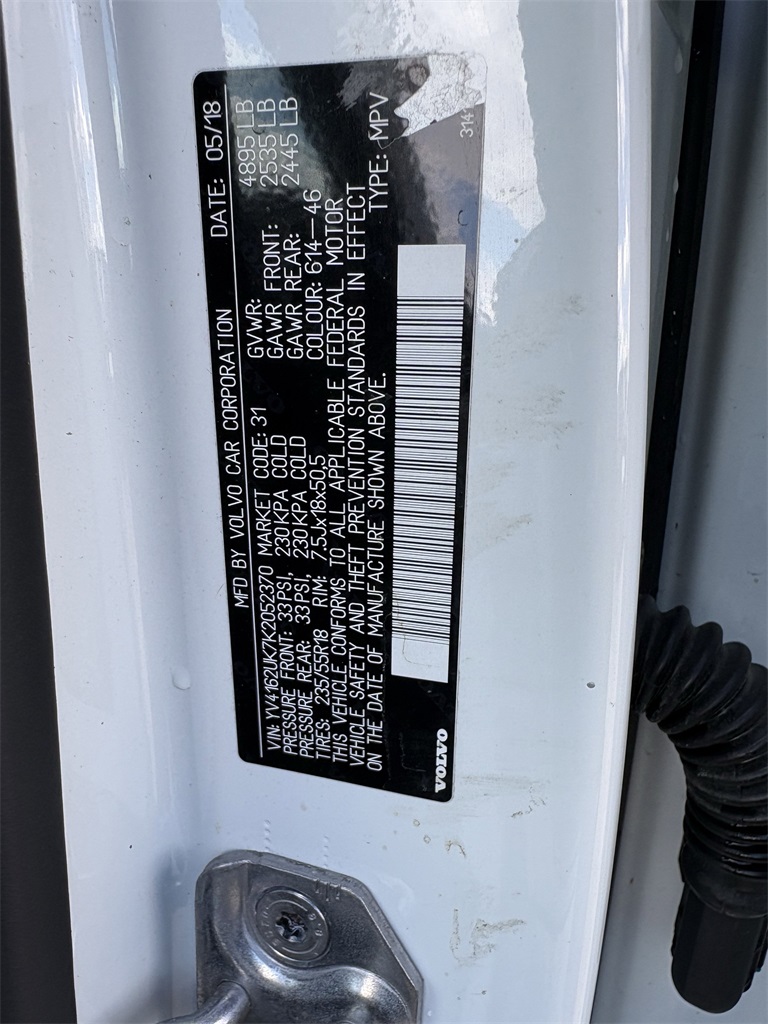 MFD BY VOLVO CAR CORPORATION DATE: 05/18
VIN: YV4162UK7K2052370 MARKET CODE: 31 GVWR: 4895 LB
PRESSURE FRONT: 33PSI, 230KPA COLD GAWR FRONT: 2535 LB
PRESSURE REAR: 33PSI, 230KPA COLD GAWR REAR: 2445 LB
TIRES: 235/55R18 RIM: 7.5Jx18x50,5 COLOUR: 614—46
THIS VEHICLE CONFORMS TO ALL APPLICABLE FEDERAL MOTOR
VEHICLE SAFETY AND THEFT PREVENTION STANDARDS IN EFFECT
ON THE DATE OF MANUFACTURE SHOWN ABOVE. TYPE: MPV
VOLVO